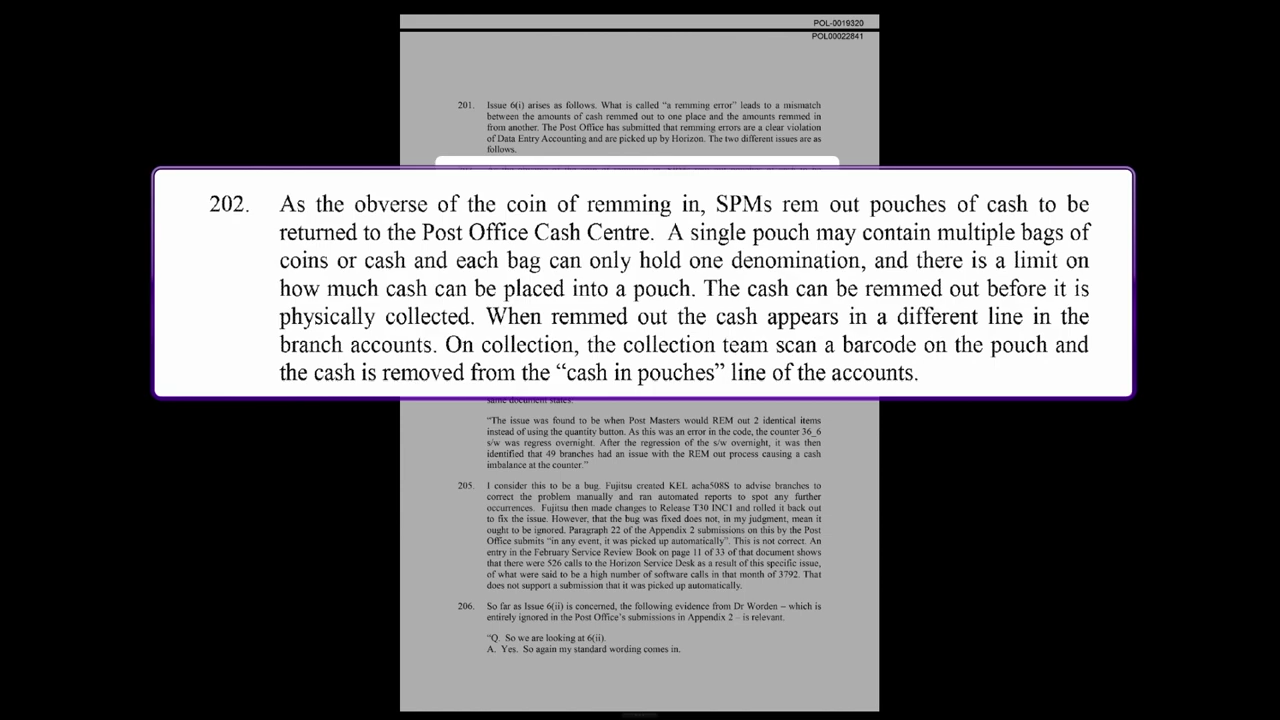 POL-0019320
POL00022841
201. Issue 6(i) arises as follows. What is called “a remming error” leads to a mismatch
between the amounts of cash remmed out to one place and the amounts remmed in
from another. The Post Office has submitted that remming errors are a clear violation
of Data Entry Accounting and are picked up by Horizon. The two different issues are as
follows.
202. As the obverse of the coin of remming in, SPMs rem out pouches of cash to be
returned to the Post Office Cash Centre. A single pouch may contain multiple bags of
coins or cash and each bag can only hold one denomination, and there is a limit on
how much cash can be placed into a pouch. The cash can be remmed out before it is
physically collected. When remmed out the cash appears in a different line in the
branch accounts. On collection, the collection team scan a barcode on the pouch and
the cash is removed from the “cash in pouches” line of the accounts.
same document states:
“The issue was found to be when Post Masters would REM out 2 identical items
instead of using the quantity button. As this was an error in the code, the counter 36_6
s/w was regress overnight. After the regression of the s/w overnight, it was then
identified that 49 branches had an issue with the REM out process causing a cash
imbalance at the counter.”
205. I consider this to be a bug. Fujitsu created KEL acha508S to advise branches to
correct the problem manually and ran automated reports to spot any further
occurrences. Fujitsu then made changes to Release T30 INC1 and rolled it back out
to fix the issue. However, that the bug was fixed does not, in my judgment, mean it
ought to be ignored. Paragraph 22 of the Appendix 2 submissions on this by the Post
Office submits “in any event, it was picked up automatically”. This is not correct. An
entry in the February Service Review Book on page 11 of 33 of that document shows
that there were 526 calls to the Horizon Service Desk as a result of this specific issue,
of what were said to be a high number of software calls in that month of 3792. That
does not support a submission that it was picked up automatically.
206. So far as Issue 6(ii) is concerned, the following evidence from Dr Worden – which is
entirely ignored in the Post Office’s submissions in Appendix 2 – is relevant.
“Q. So we are looking at 6(ii).
A. Yes. So again my standard wording comes in.